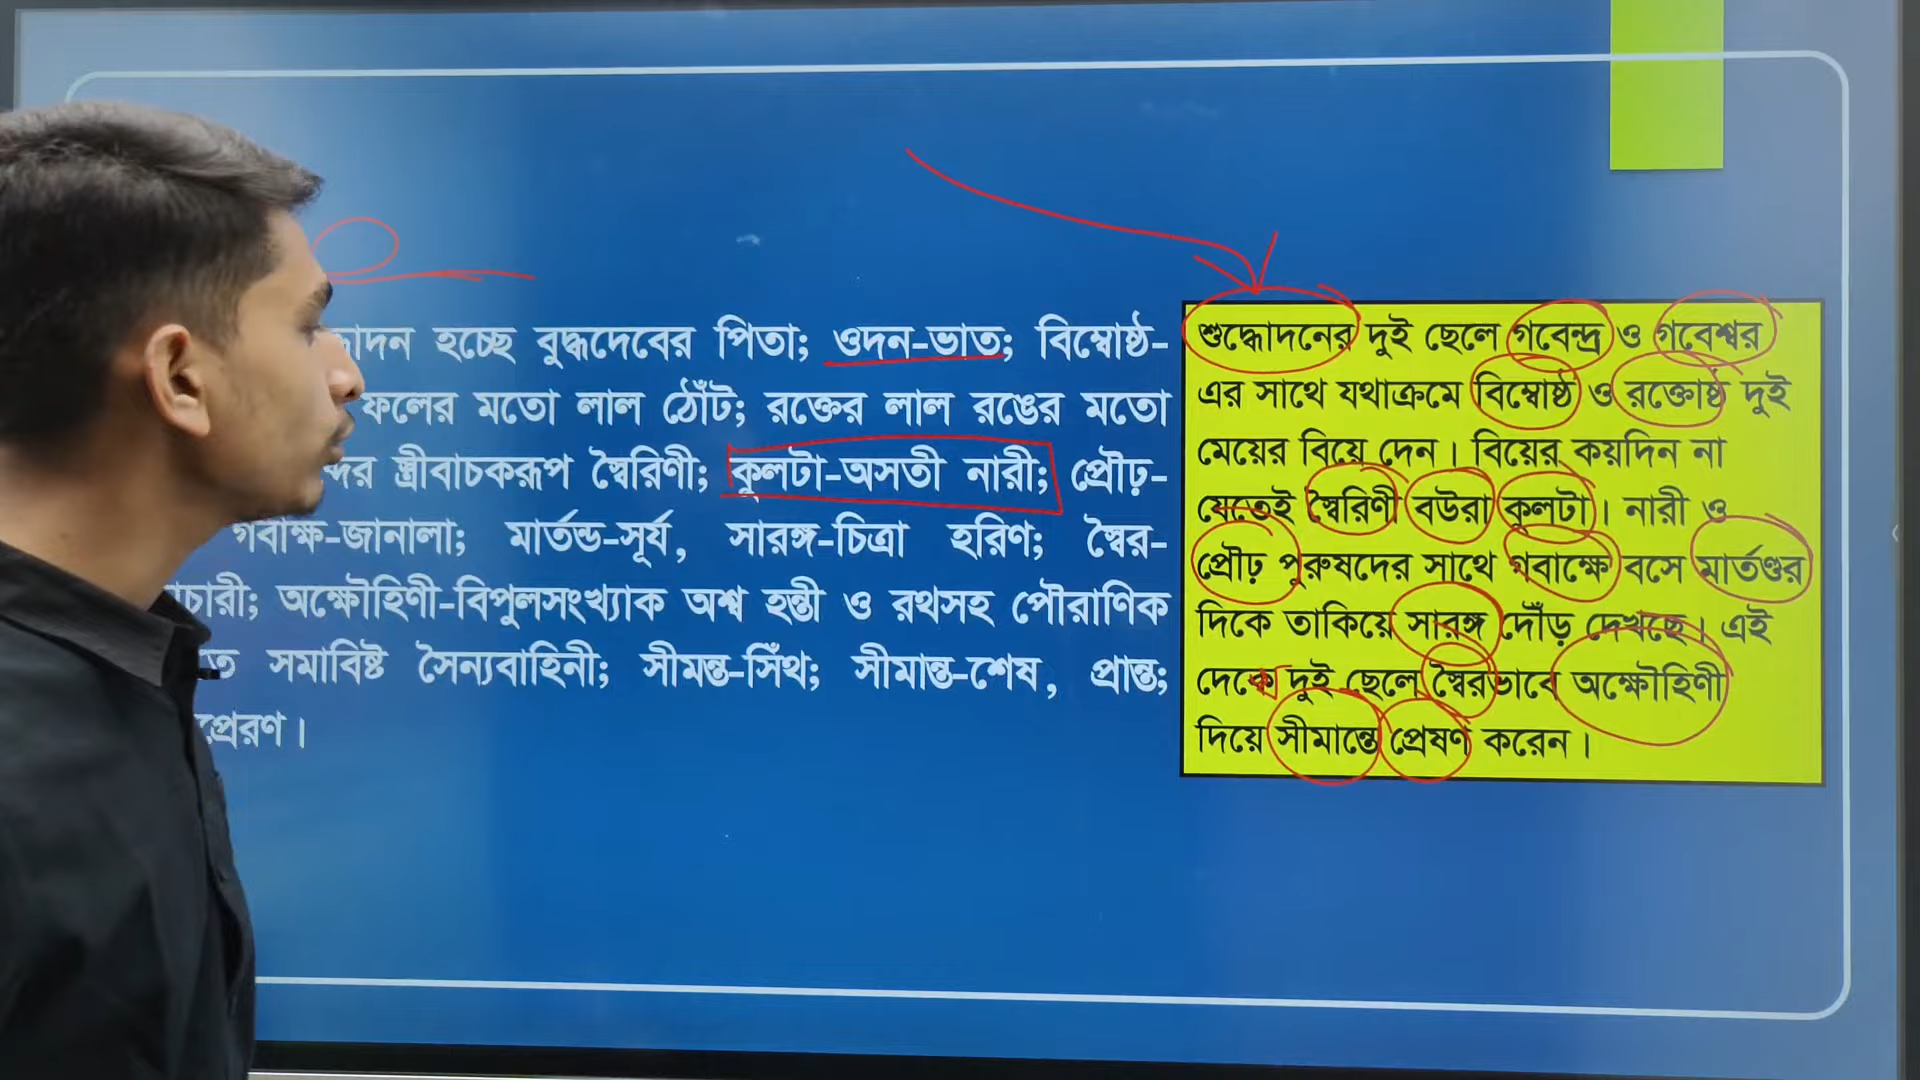 হচ্ছে বুদ্ধদেবের পিতা; ওদন-ভাত; বিম্বোষ্ঠ-
ফলের মতো লাল ঠোঁট; রক্তের লাল রঙের মতো
স্ত্রীবাচকরূপ স্বৈরিণী; কুলটা-অসতী নারী; প্রৌঢ়-
গবাক্ষ-জানালা; মার্তন্ড-সূর্য, সারঙ্গ-চিত্রা হরিণ; স্বৈর-
অক্ষৌহিণী-বিপুলসংখ্যাক অশ্ব হস্তী ও রথসহ পৌরাণিক
সমাবিষ্ট সৈন্যবাহিনী; সীমন্ত-সিঁথ; সীমান্ত-শেষ, প্রান্ত;
প্রেরণ।
শুদ্ধোদনের দুই ছেলে গবেন্দ্র ও গবেশ্বর
এর সাথে যথাক্রমে বিম্বোষ্ঠ ও রক্তোষ্ঠ দুই
মেয়ের বিয়ে দেন। বিয়ের কয়দিন না
যেতেই স্বৈরিণী বউরা কুলটা। নারী ও
প্রৌঢ় পুরুষদের সাথে গবাক্ষে বসে মার্তণ্ডর
দিকে তাকিয়ে সারঙ্গ দৌঁড় দেখছে। এই
দুই ছেলে স্বৈরভাবে অক্ষৌহিণী
দিয়ে সীমান্তে প্রেষণ করেন।